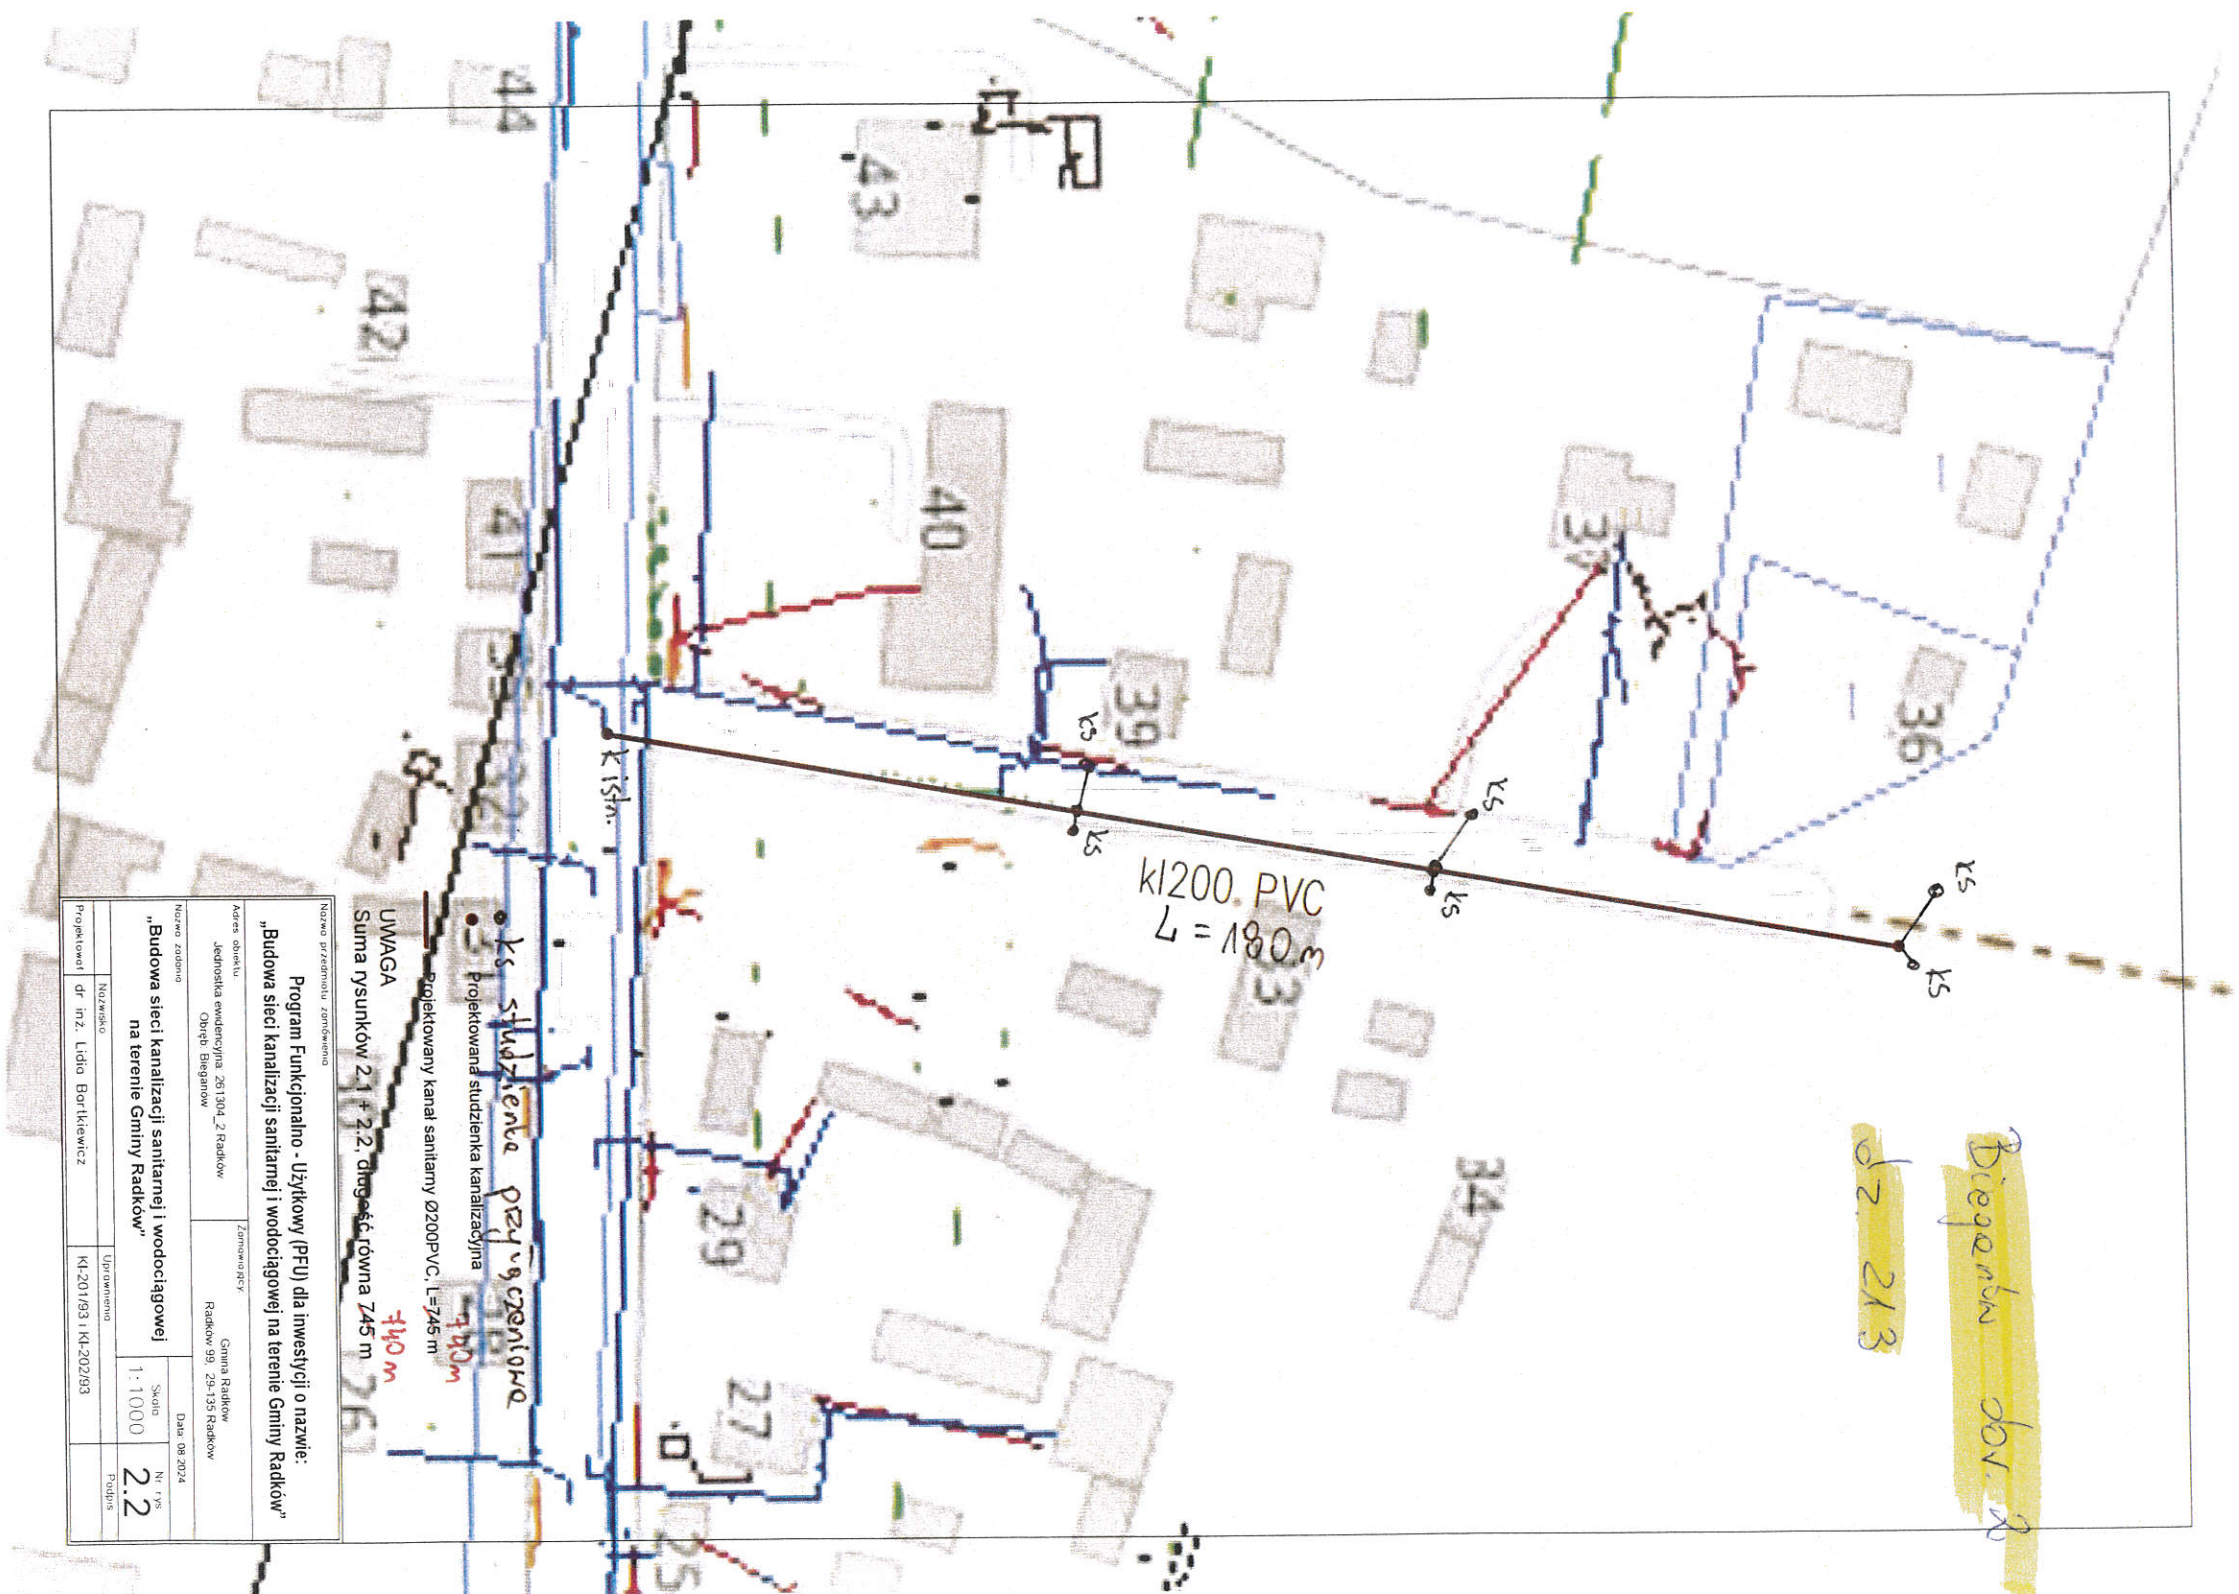 44
43
42
41
40
39
37
36
33
34
29
27
26
25
K istn.
ks
ks
ks
ks
ks
ks
kl200. PVC
L = 180 m
Bieganów
dz. 213
• ks studzienka przyłączeniowa
Projektowana studzienka kanalizacyjna
Projektowany kanał sanitarny Ø200PVC, L=745 m
740m
UWAGA
Suma rysunków 2.1 + 2.2, długość równa 745 m
740 m
Nazwa przedmiotu zamówienia
Program Funkcjonalno - Użytkowy (PFU) dla inwestycji o nazwie:
„Budowa sieci kanalizacji sanitarnej i wodociągowej na terenie Gminy Radków"
Adres obiektu
Jednostka ewidencyjna: 261304_2 Radków
Obręb: Bieganów
Zamawiający
Gmina Radków
Radków 99, 29-135 Radków
Nazwa zadania
„Budowa sieci kanalizacji sanitarnej i wodociągowej
na terenie Gminy Radków"
Data: 08.2024
Skala
1:1000
Nr rys
2.2
Nazwisko
Uprawnienia
Podpis
Projektował
dr inż. Lidia Bartkiewicz
KI-201/93 i KI-202/93